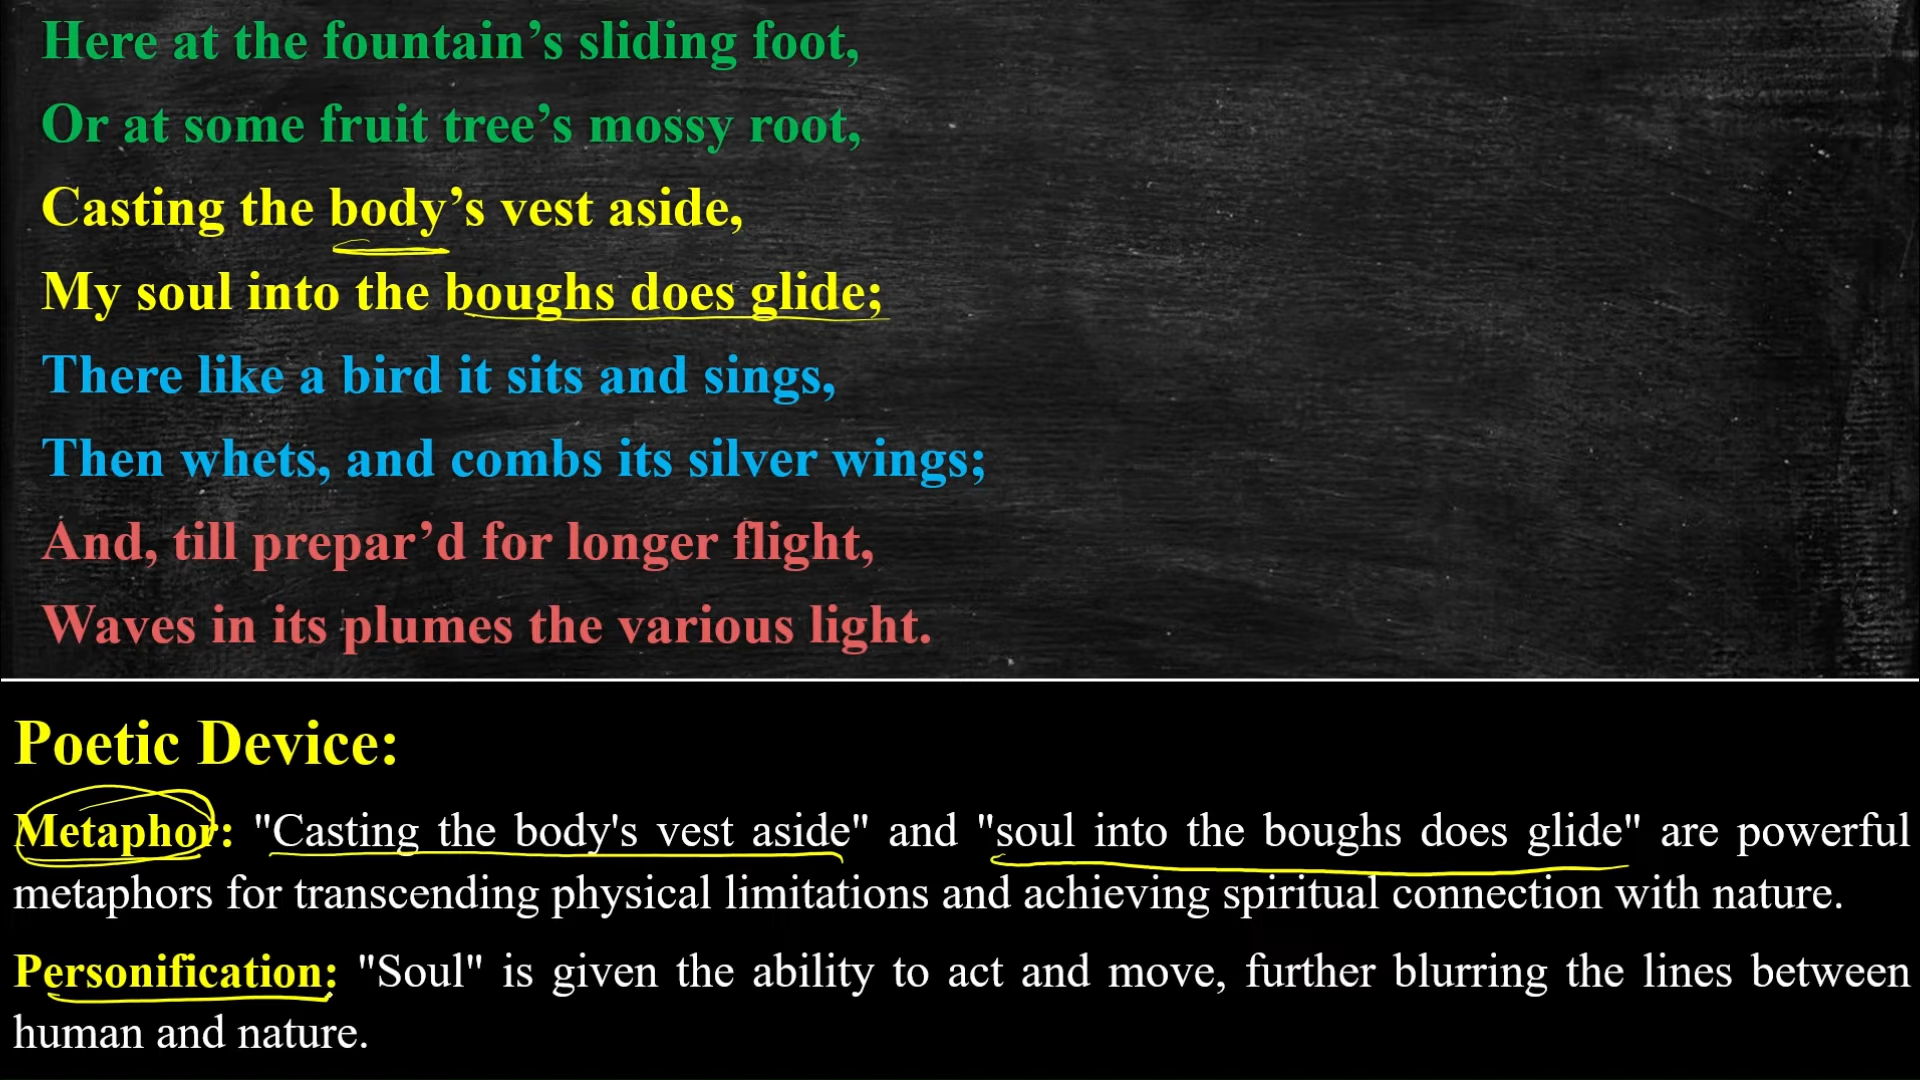 Here at the fountain’s sliding foot,
Or at some fruit tree’s mossy root,
Casting the body’s vest aside,
My soul into the boughs does glide;
There like a bird it sits and sings,
Then whets, and combs its silver wings;
And, till prepar’d for longer flight,
Waves in its plumes the various light.
Poetic Device:
Metaphor: "Casting the body's vest aside" and "soul into the boughs does glide" are powerful
metaphors for transcending physical limitations and achieving spiritual connection with nature.
Personification: "Soul" is given the ability to act and move, further blurring the lines between
human and nature.